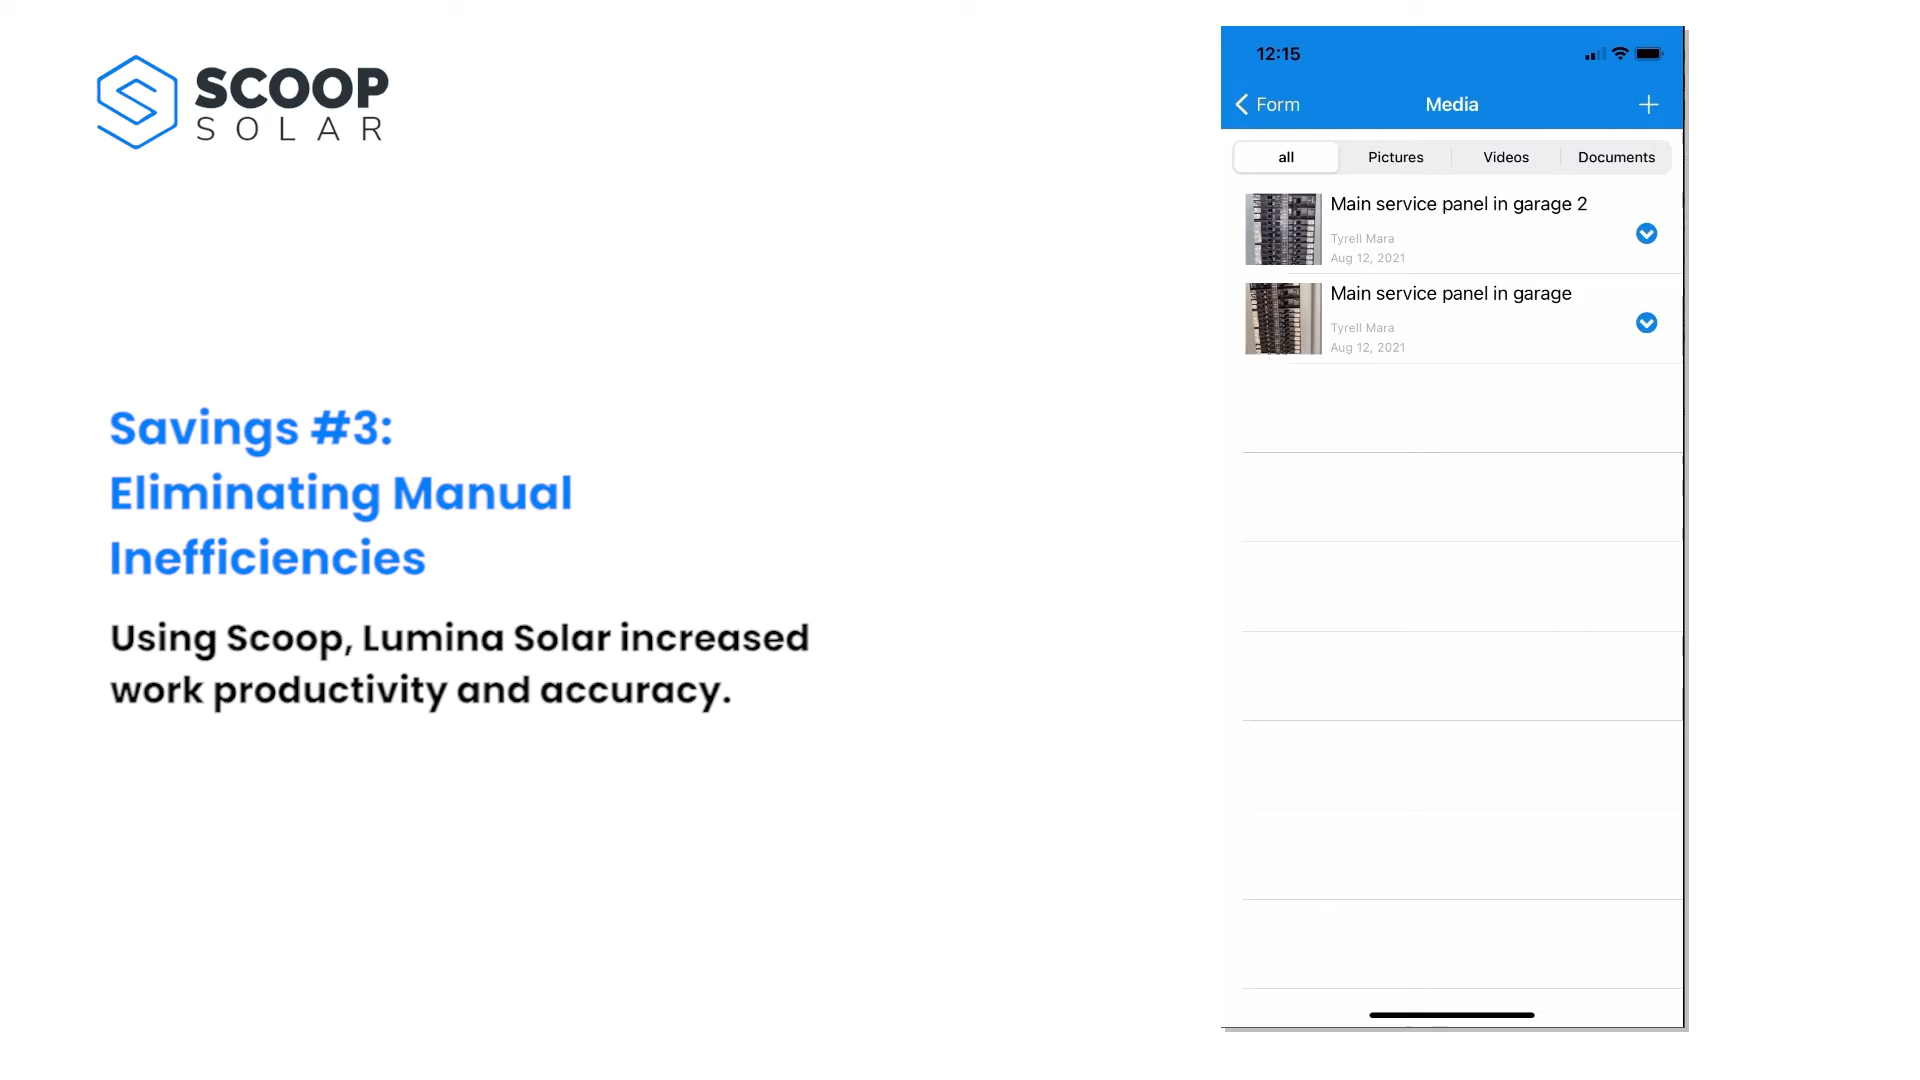 SCOOP
SOLAR
Savings #3:
Eliminating Manual
Inefficiencies
Using Scoop, Lumina Solar increased
work productivity and accuracy.
12:15
Form
Media
all
Pictures
Videos
Documents
Main service panel in garage 2
Tyrell Mara
Aug 12, 2021
Main service panel in garage
Tyrell Mara
Aug 12, 2021